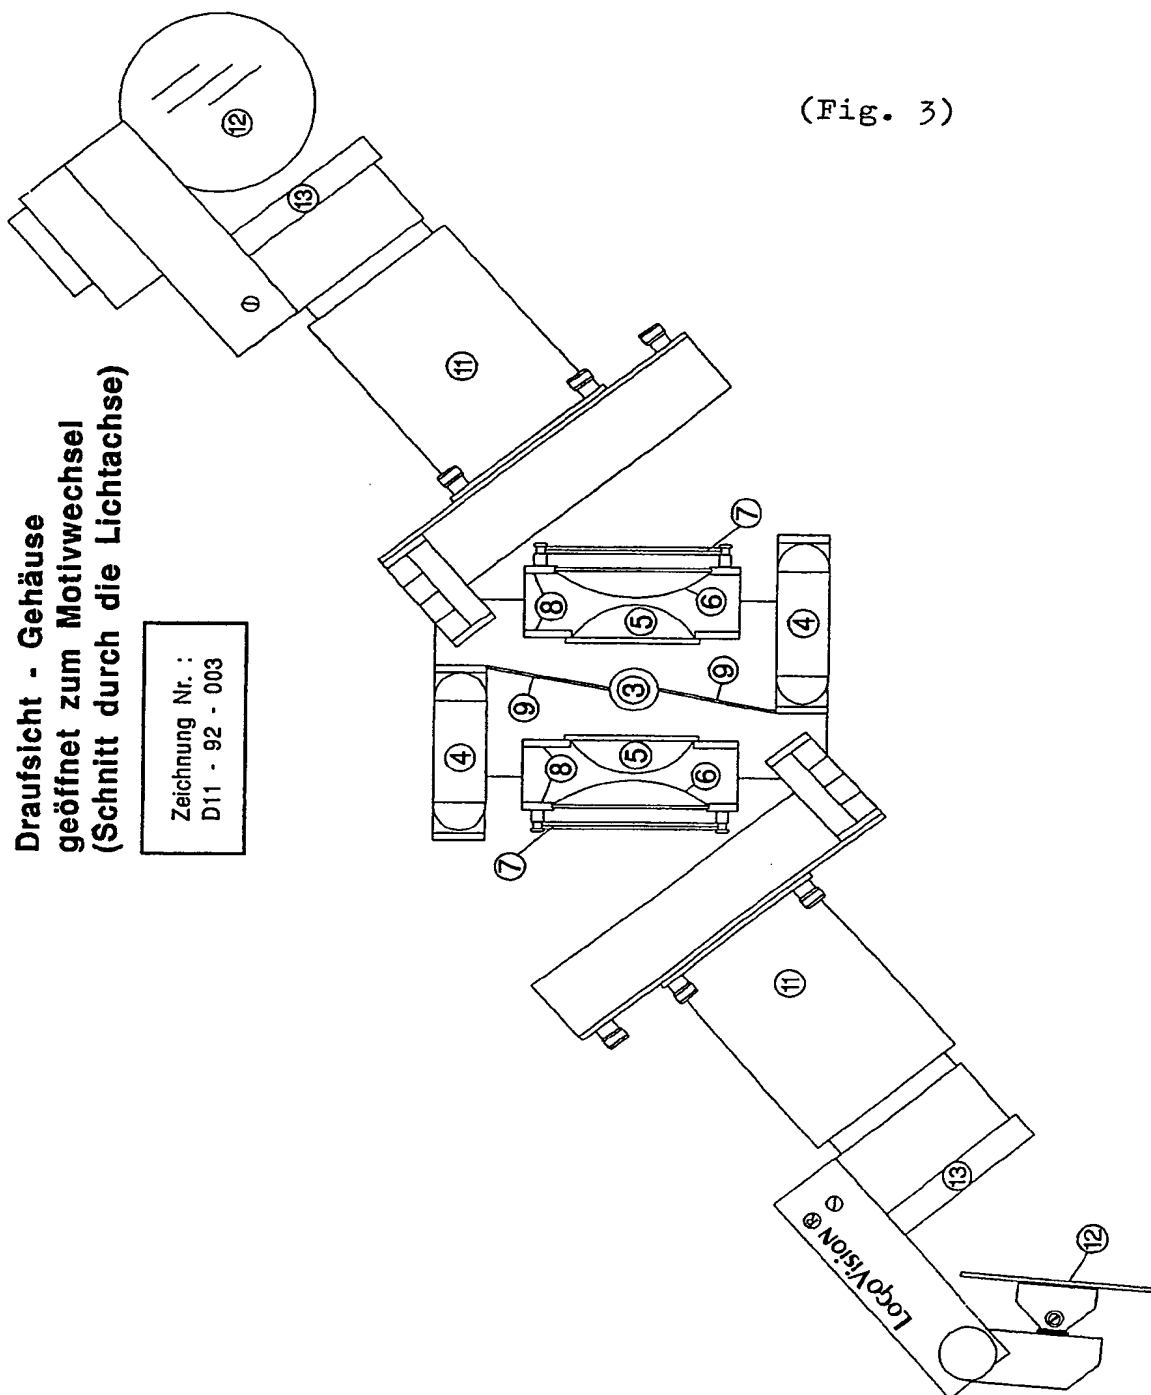 (Fig. 3)
Draufsicht - Gehäuse
geöffnet zum Motivwechsel
(Schnitt durch die Lichtachse)
Zeichnung Nr. :
D11 - 92 - 003
12
13
11
7
8
5
6
4
9
3
9
4
8
5
6
7
11
13
LogoVision ®
12